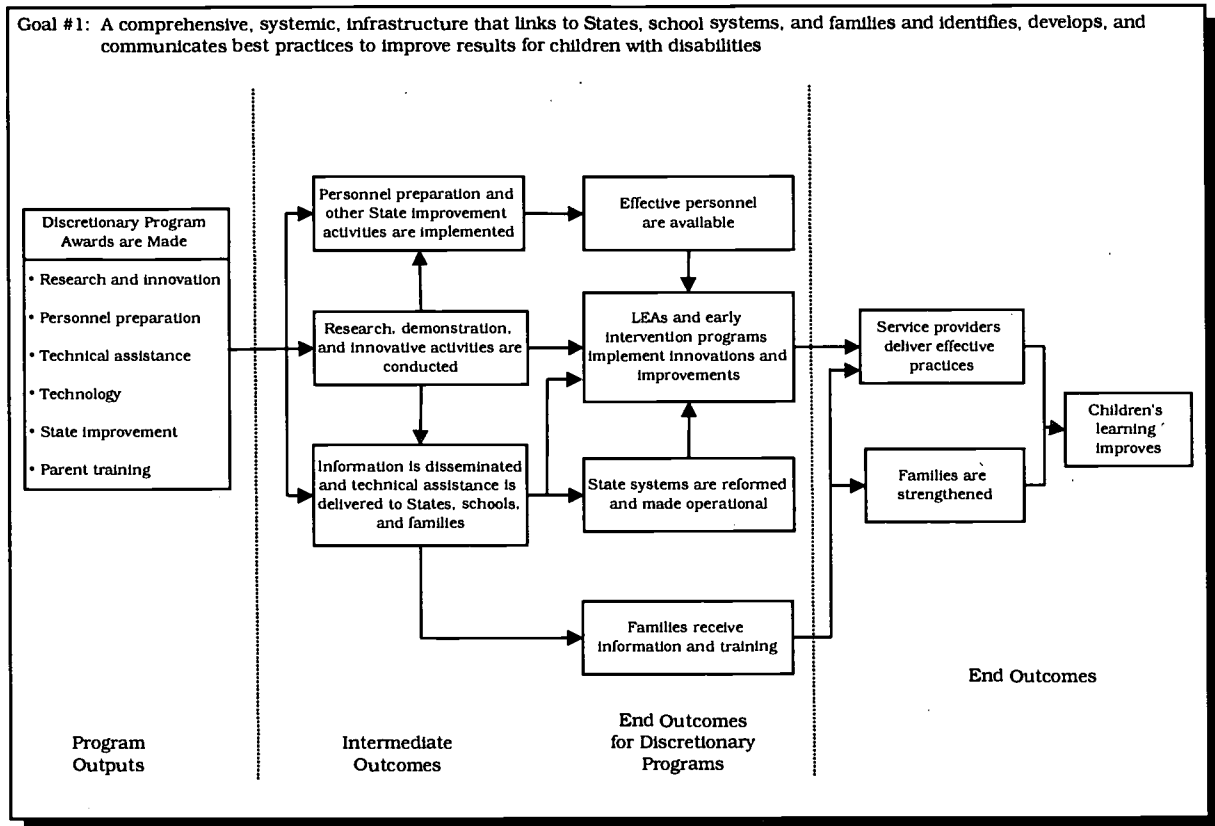 Goal #1: A comprehensive, systemic, infrastructure that links to States, school systems, and families and identifies, develops, and
communicates best practices to improve results for children with disabilities
Discretionary Program
Awards are Made
• Research and innovation
• Personnel preparation
• Technical assistance
• Technology
• State improvement
• Parent training
Personnel preparation and
other State improvement
activities are implemented
Research, demonstration,
and innovative activities are
conducted
Information is disseminated
and technical assistance is
delivered to States, schools,
and families
Effective personnel
are available
LEAs and early
intervention programs
implement innovations and
improvements
State systems are reformed
and made operational
Families receive
information and training
Service providers
deliver effective
practices
Families are
strengthened
Children's
learning
improves
Program
Outputs
Intermediate
Outcomes
End Outcomes
for Discretionary
Programs
End Outcomes